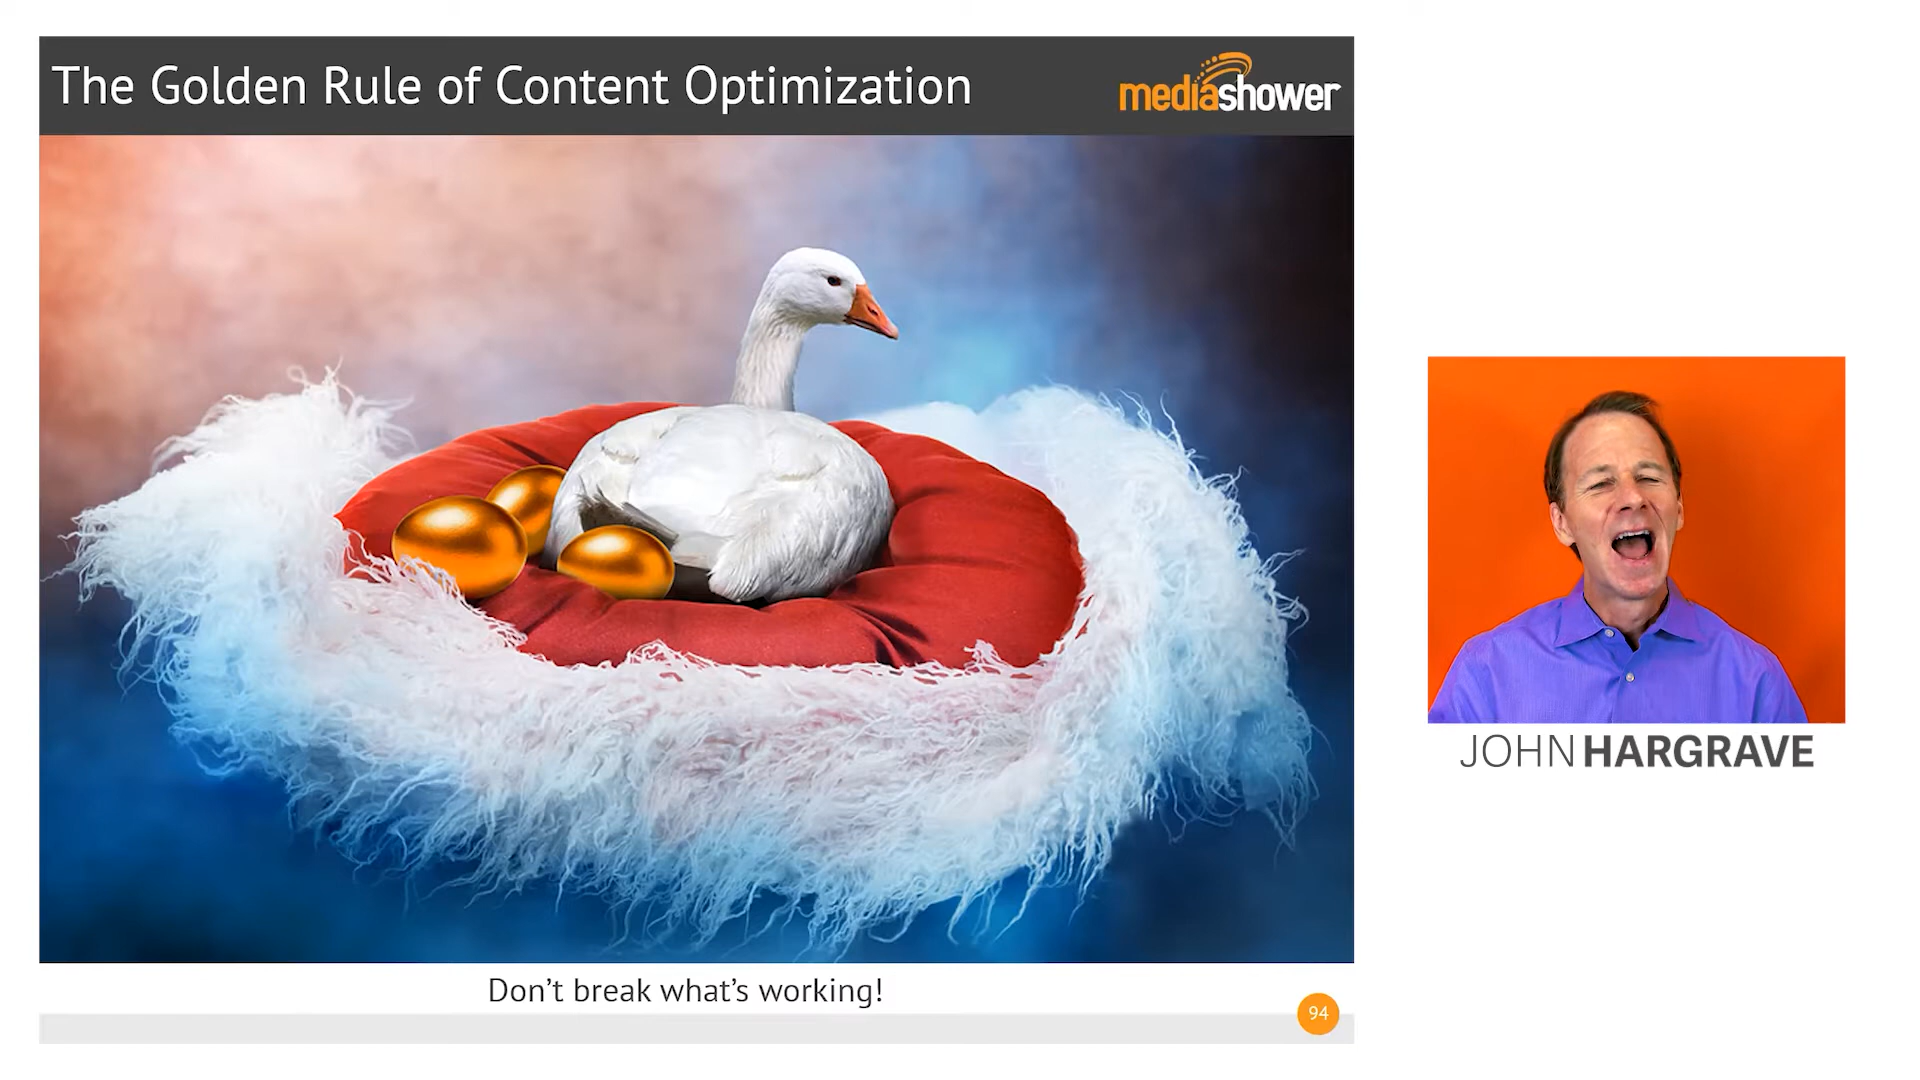 The Golden Rule of Content Optimization
mediashower
Don't break what's working!
94
JOHN HARGRAVE